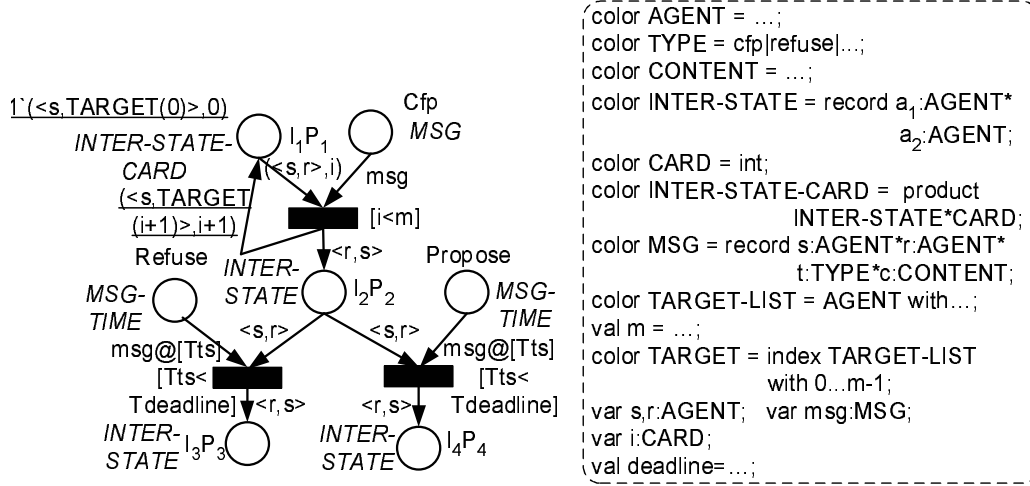 1`(<s,TARGET(0)>,0)
Cfp
INTER-STATE-
I1P1
MSG
CARD
(<s,r>,i)
msg
(<s,TARGET
(i+1)>,i+1)
[i<m]
Refuse
<r,s>
Propose
INTER-
STATE
I2P2
MSG-
TIME
MSG-
TIME
<s,r>
<s,r>
msg@[Tts]
msg@[Tts]
[Tts<
Tdeadline]
[Tts<
Tdeadline]
<r,s>
<r,s>
INTER-
STATE
I3P3
INTER-
STATE
I4P4
color AGENT = ...;
color TYPE = cfp|refuse|...;
color CONTENT = ...;
color INTER-STATE = record a1:AGENT*
a2:AGENT;
color CARD = int;
color INTER-STATE-CARD = product
INTER-STATE*CARD;
color MSG = record s:AGENT*r:AGENT*
t:TYPE*c:CONTENT;
color TARGET-LIST = AGENT with...;
val m = ...;
color TARGET = index TARGET-LIST
with 0...m-1;
var s,r:AGENT; var msg:MSG;
var i:CARD;
val deadline=...;